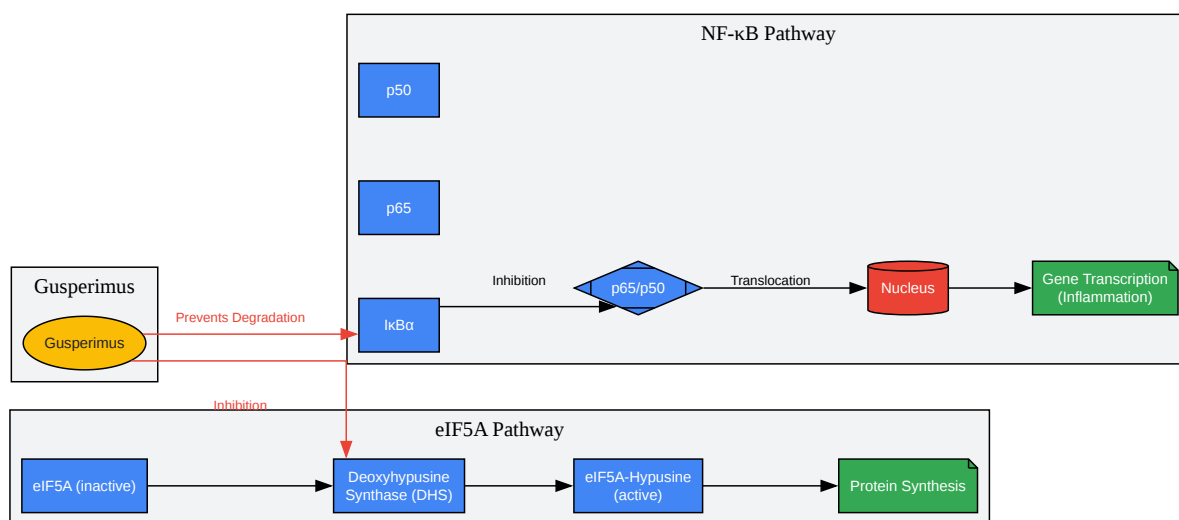 NF-κB Pathway
p50
p65
Gusperimus
Gusperimus
Prevents Degradation
Inhibition
IκBα
Inhibition
p65/p50
Translocation
Nucleus
Gene Transcription
(Inflammation)
eIF5A Pathway
eIF5A (inactive)
Deoxyhypusine
Synthase (DHS)
eIF5A-Hypusine
(active)
Protein Synthesis